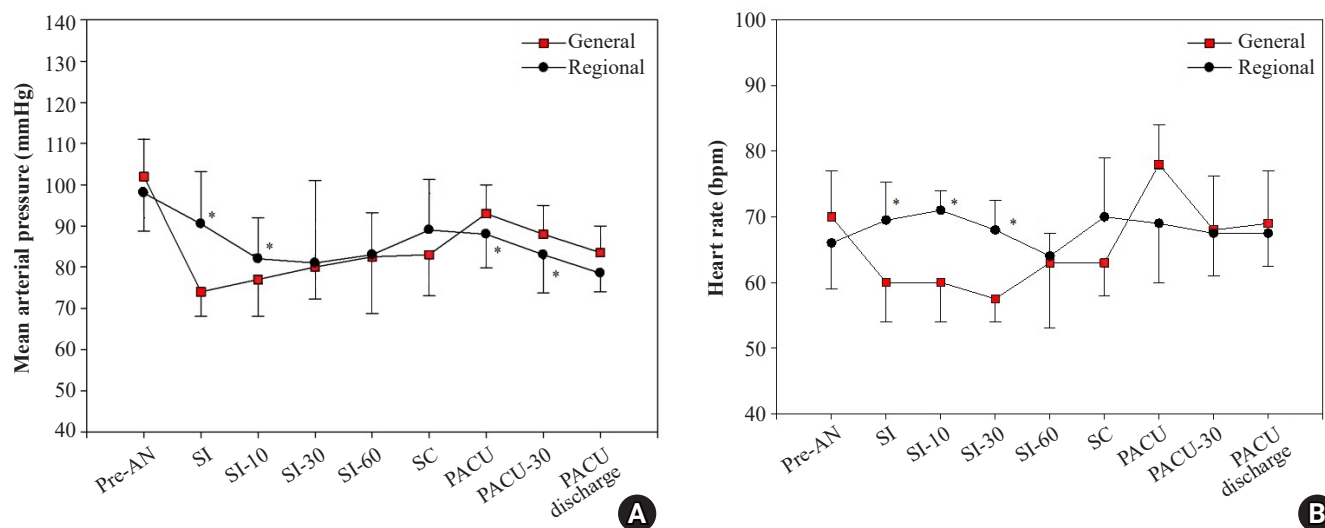 140
130
120
110
100
90
80
70
60
50
40
Mean arterial pressure (mmHg)
General
Regional
*
*
*
*
Pre-AN
SI
SI-10
SI-30
SI-60
SC
PACU
PACU-30
PACU
discharge
A
100
90
80
70
60
50
40
Heart rate (bpm)
General
Regional
*
*
*
Pre-AN
SI
SI-10
SI-30
SI-60
SC
PACU
PACU-30
PACU
discharge
B